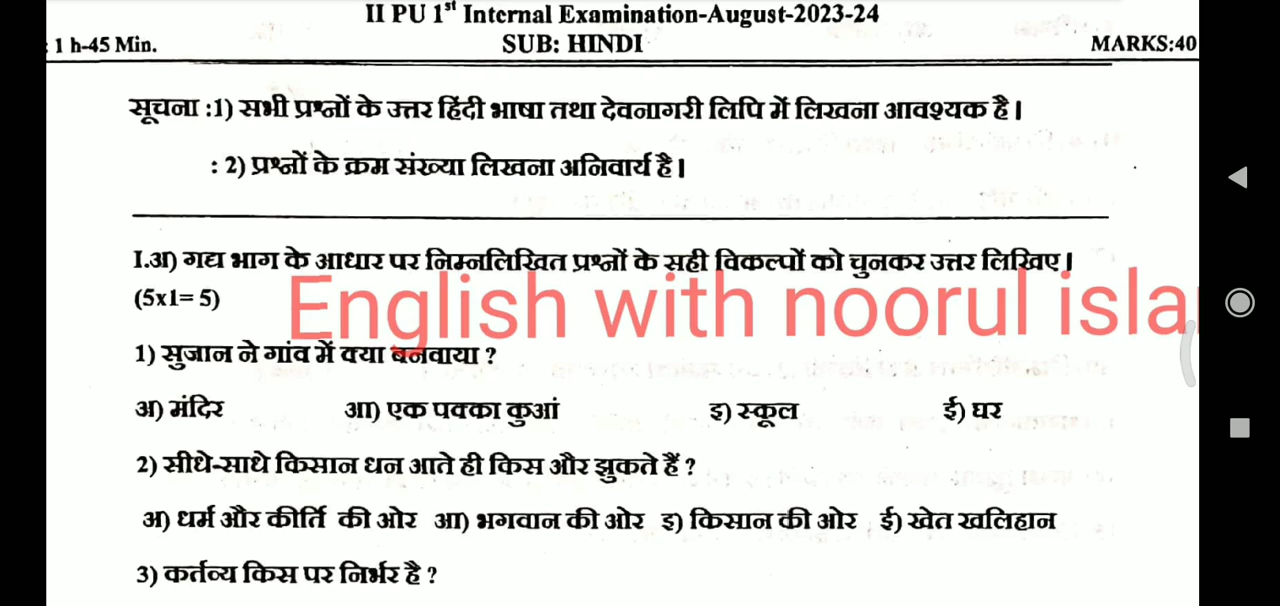 II PU 1st Internal Examination-August-2023-24
: 1 h-45 Min. SUB: HINDI MARKS:40
सूचना :1) सभी प्रश्नों के उत्तर हिंदी भाषा तथा देवनागरी लिपि में लिखना आवश्यक है।
: 2) प्रश्नों के क्रम संख्या लिखना अनिवार्य है।
I.अ) गद्य भाग के आधार पर निम्नलिखित प्रश्नों के सही विकल्पों को चुनकर उत्तर लिखिए।
(5x1= 5)
English with noorul isla
1) सुजान ने गांव में क्या बनवाया ?
अ) मंदिर आ) एक पक्का कुआं इ) स्कूल ई) घर
2) सीधे-साधे किसान धन आते ही किस और झुकते हैं ?
अ) धर्म और कीर्ति की ओर आ) भगवान की ओर इ) किसान की ओर ई) खेत खलिहान
3) कर्तव्य किस पर निर्भर है ?